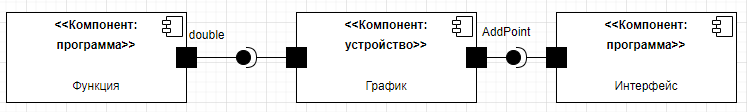 <<Компонент:
программа>>
Функция
double
<<Компонент:
устройство>>
График
AddPoint
<<Компонент:
программа>>
Интерфейс